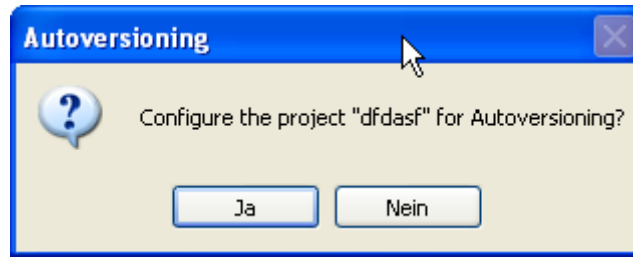 Autoversioning
Configure the project "dfdasf" for Autoversioning?
Ja Nein